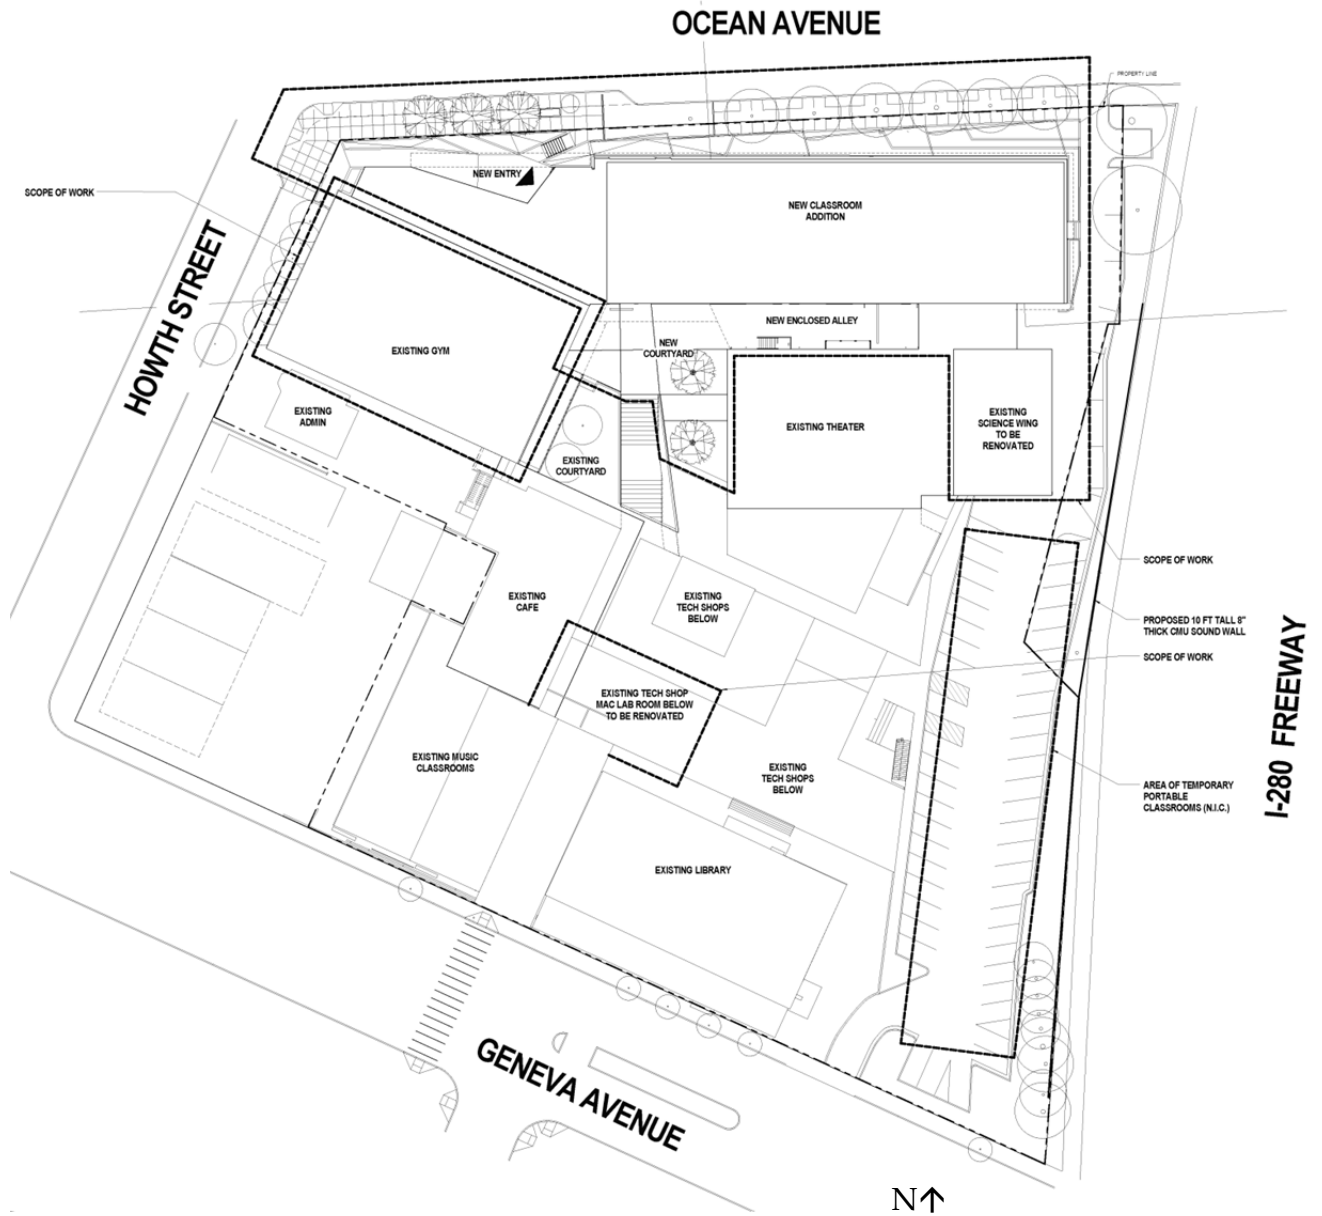 OCEAN AVENUE
PROPERTY LINE
SCOPE OF WORK
NEW ENTRY
NEW CLASSROOM
ADDITION
HOWTH STREET
NEW ENCLOSED ALLEY
NEW
COURTYARD
EXISTING GYM
EXISTING
ADMIN
EXISTING THEATER
EXISTING
SCIENCE WING
TO BE
RENOVATED
EXISTING
COURTYARD
SCOPE OF WORK
EXISTING
CAFE
EXISTING
TECH SHOPS
BELOW
PROPOSED 10 FT TALL 8"
THICK CMU SOUND WALL
SCOPE OF WORK
EXISTING TECH SHOP
MAC LAB ROOM BELOW
TO BE RENOVATED
I-280 FREEWAY
EXISTING MUSIC
CLASSROOMS
EXISTING
TECH SHOPS
BELOW
AREA OF TEMPORARY
PORTABLE
CLASSROOMS (N.I.C.)
EXISTING LIBRARY
GENEVA AVENUE
N↑